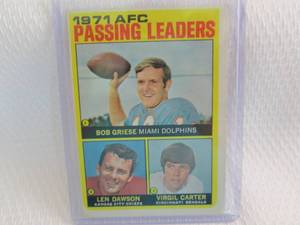 1971 AFC
PASSING LEADERS
BOB GRIESE MIAMI DOLPHINS
LEN DAWSON
KANSAS CITY CHIEFS
VIRGIL CARTER
CINCINNATI BENGALS